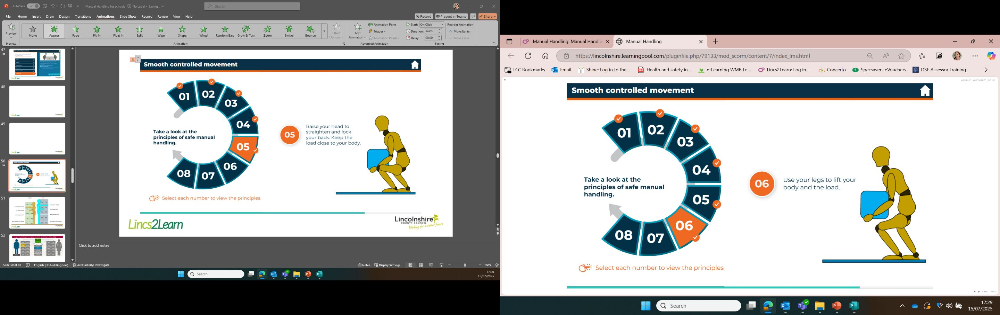 AutoSave
Manual Handling for schools
No Label • Saving...
Search
File Home Insert Draw Design Transitions Animations Slide Show Record Review View Help
Record
Present in Teams
Share
Preview
None
Appear
Fade
Fly In
Float In
Split
Wipe
Shape
Wheel
Random Bars
Grow & Turn
Zoom
Swivel
Bounce
Effect
Options
Add
Animation
Animation Pane
Trigger
Animation Painter
Start: On Click
Duration: Auto
Delay: 00.00
Reorder Animation
Move Earlier
Move Later
Preview
Animation
Advanced Animation
Timing
47
48
49
50
51
52
5
4
Smooth controlled movement
01
02
03
04
05
06
07
08
Take a look at the
principles of safe manual
handling.
05
Raise your head to
straighten and lock
your back. Keep the
load close to your body.
Select each number to view the principles
Lincs2Learn
Lincolnshire
COUNTY COUNCIL
Working for a better future
Click to add notes
Slide 50 of 81
English (United Kingdom)
Accessibility: Investigate
Notes
Display Settings
100%
Search
17:29
15/07/2025
Manual Handling: Manual Handli
Manual Handling
https://lincolnshire.learningpool.com/pluginfile.php/79133/mod_scorm/content/7/index_lms.html
LCC Bookmarks
Email
Shine: Log in to the...
Health and safety in...
e-Learning WMB Le...
Lincs2Learn: Log in...
Concerto
Specsavers eVouchers
DSE Assessor Training
Smooth controlled movement
01
02
03
04
05
06
07
08
Take a look at the
principles of safe manual
handling.
06
Use your legs to lift your
body and the load.
Select each number to view the principles.
Search
17:29
15/07/2025